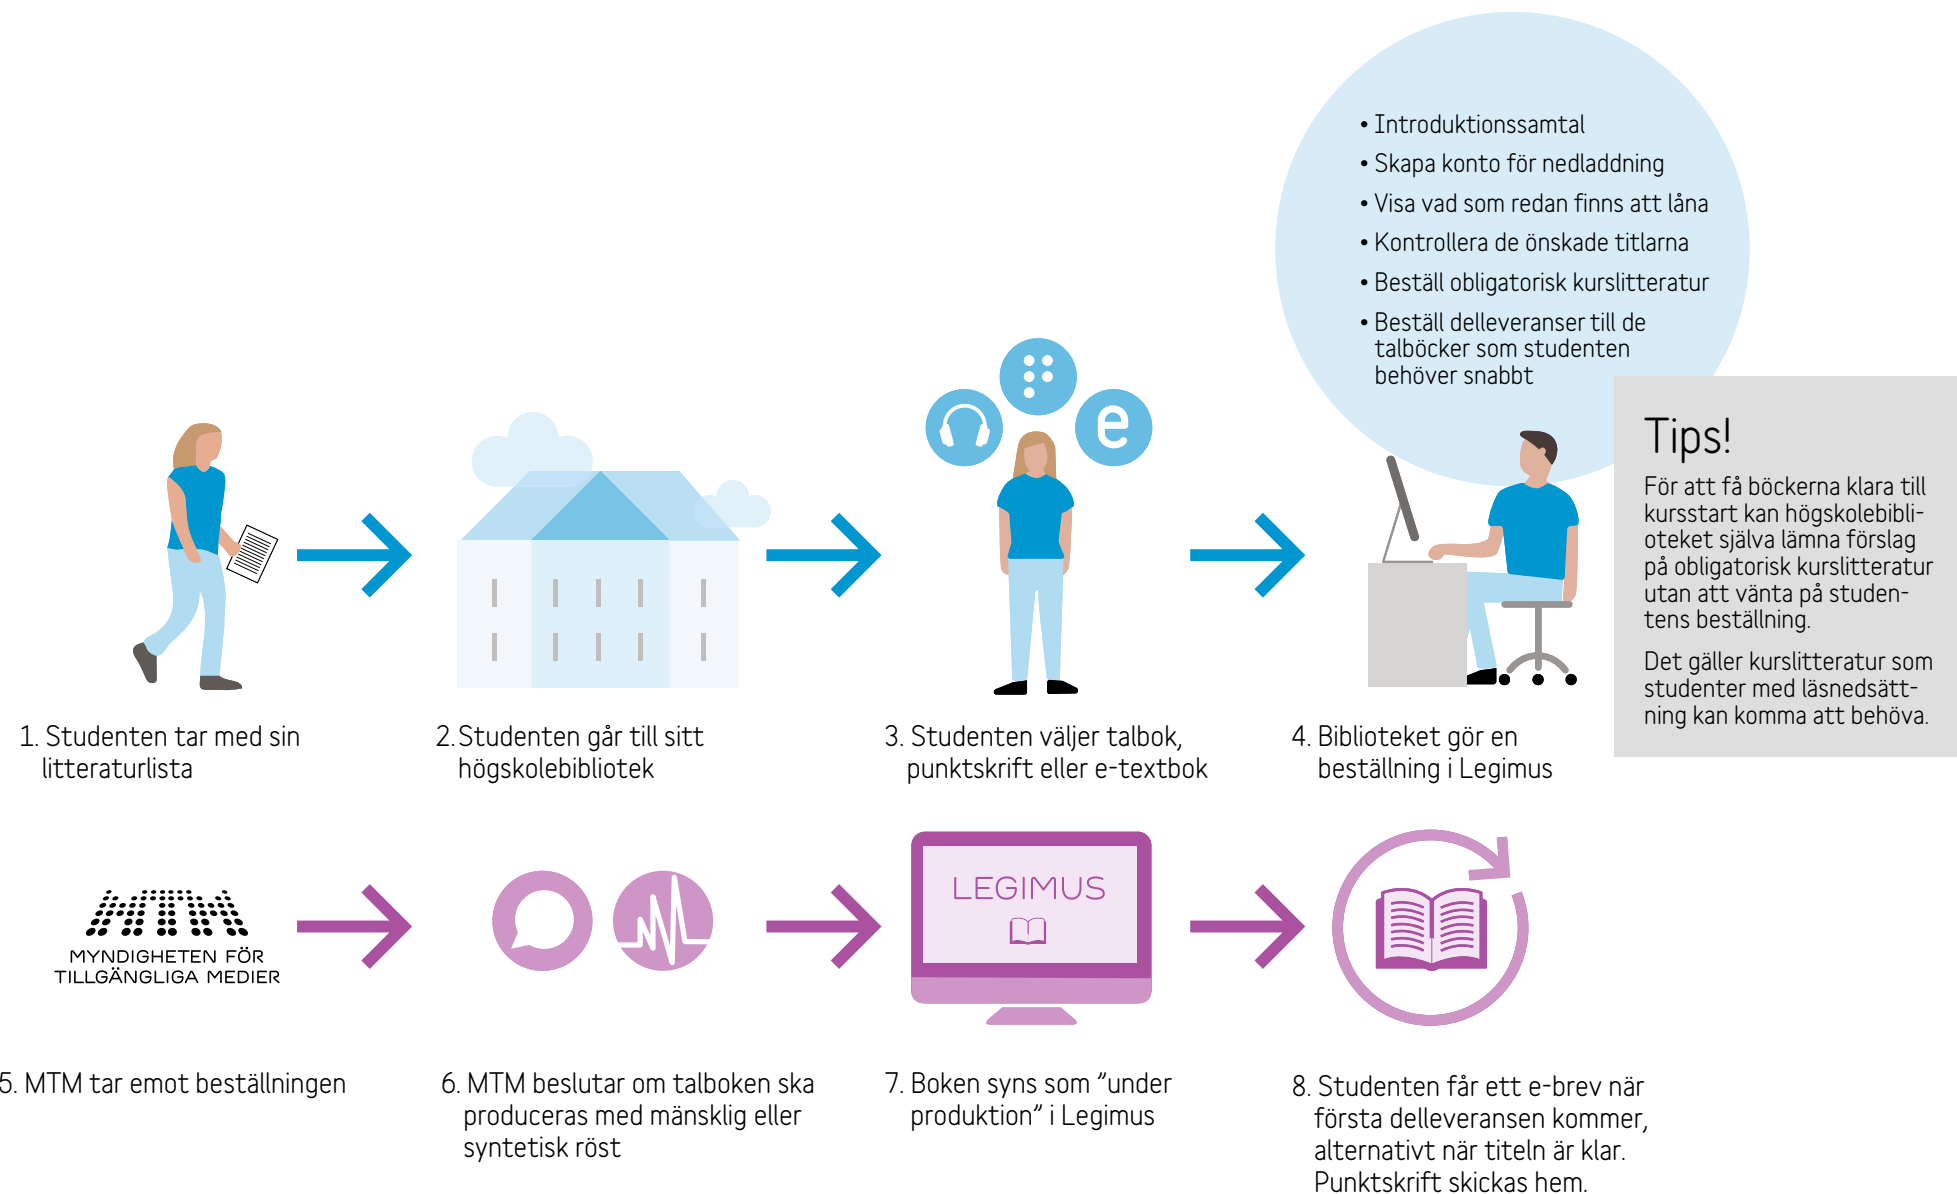 • Introduktionssamtal
• Skapa konto för nedladdning
• Visa vad som redan finns att låna
• Kontrollera de önskade titlarna
• Beställ obligatorisk kurslitteratur
• Beställ delleveranser till de
talböcker som studenten
behöver snabbt
Tips!
För att få böckerna klara till
kursstart kan högskolebibli-
oteket själva lämna förslag
på obligatorisk kurslitteratur
utan att vänta på studen-
tens beställning.
Det gäller kurslitteratur som
studenter med läsnedsätt-
ning kan komma att behöva.
e
1. Studenten tar med sin
litteraturlista
2. Studenten går till sitt
högskolebibliotek
3. Studenten väljer talbok,
punktskrift eller e-textbok
4. Biblioteket gör en
beställning i Legimus
MTM
MYNDIGHETEN FÖR
TILLGÄNGLIGA MEDIER
LEGIMUS
5. MTM tar emot beställningen
6. MTM beslutar om talboken ska
produceras med mänsklig eller
syntetisk röst
7. Boken syns som ”under
produktion” i Legimus
8. Studenten får ett e-brev när
första delleveransen kommer,
alternativt när titeln är klar.
Punktskrift skickas hem.